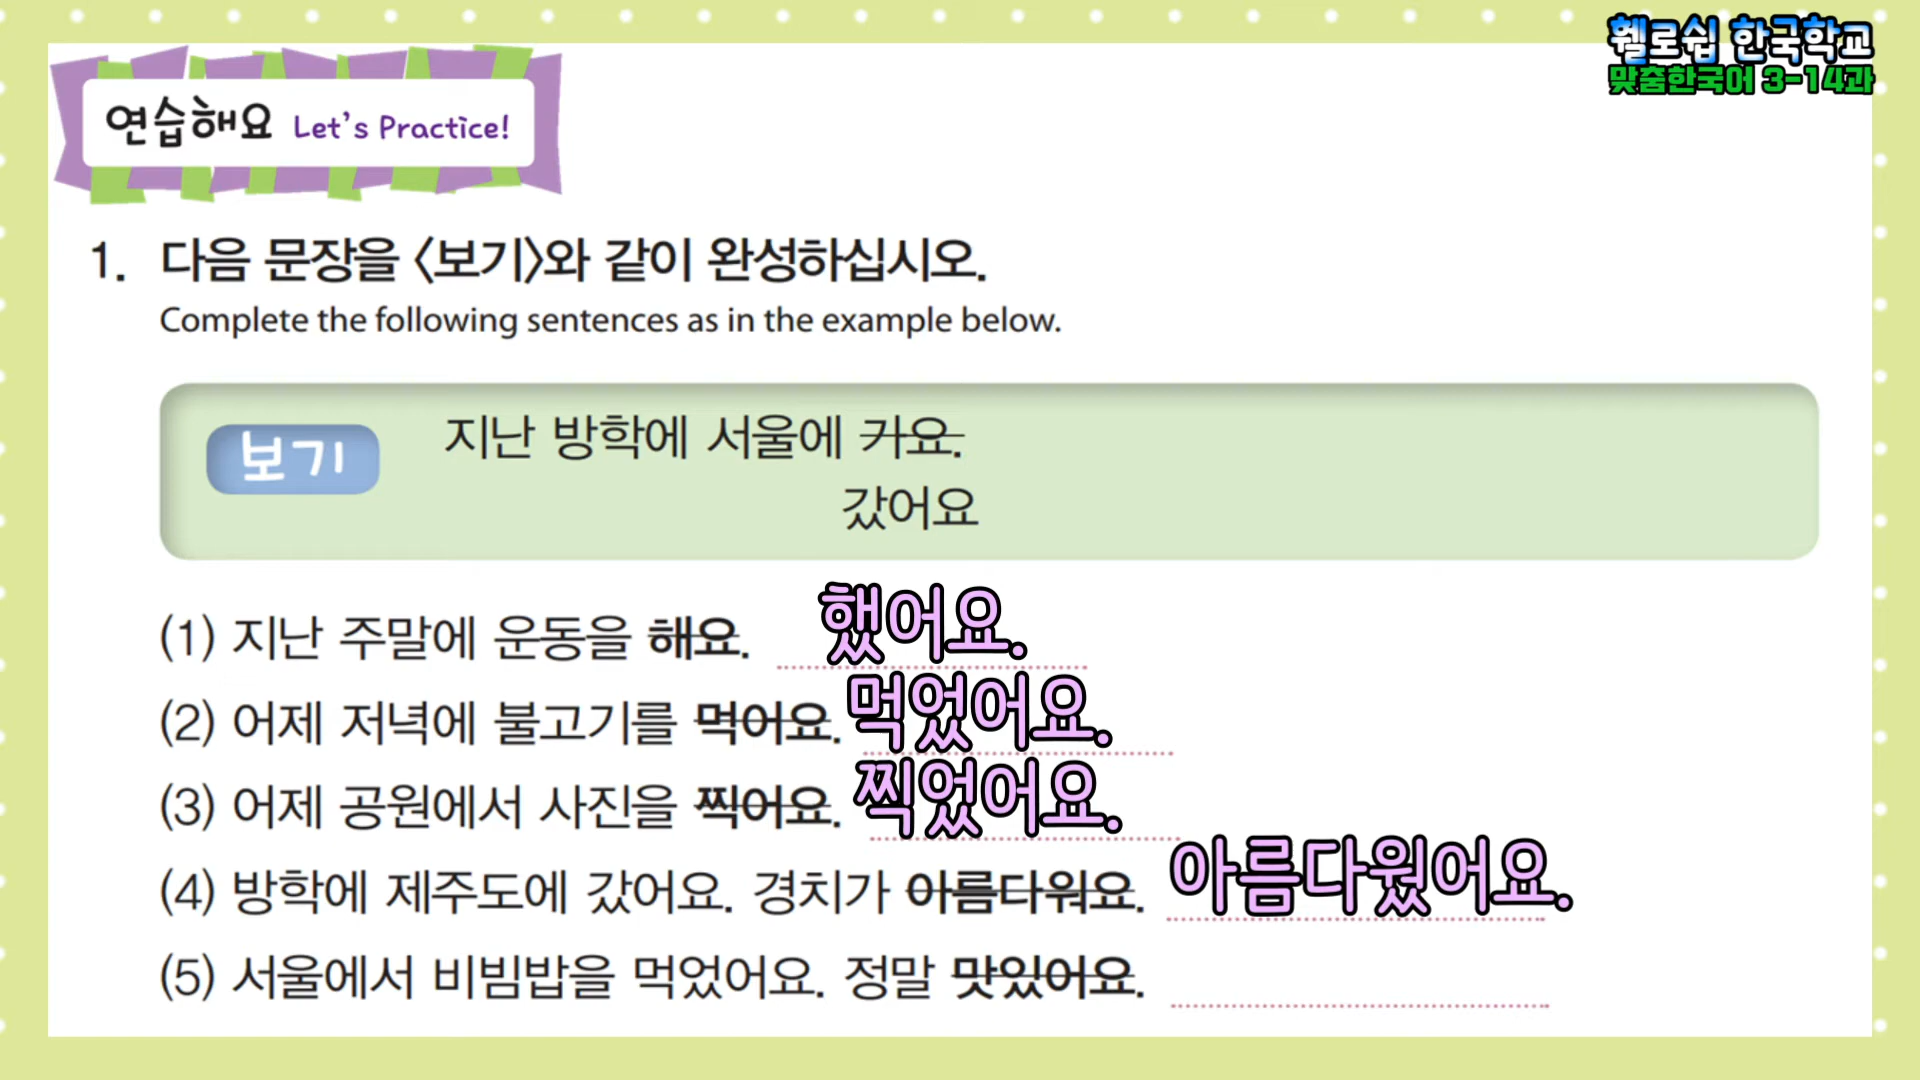 휄로쉽 한국학교
맞춤한국어 3-14과
연습해요 Let's Practice!
1. 다음 문장을 〈보기〉와 같이 완성하십시오.
Complete the following sentences as in the example below.
보기
지난 방학에 서울에 가요.
갔어요
(1) 지난 주말에 운동을 해요. 했어요.
(2) 어제 저녁에 불고기를 먹어요. 먹었어요.
(3) 어제 공원에서 사진을 찍어요. 찍었어요.
(4) 방학에 제주도에 갔어요. 경치가 아름다워요. 아름다웠어요.
(5) 서울에서 비빔밥을 먹었어요. 정말 맛있어요.